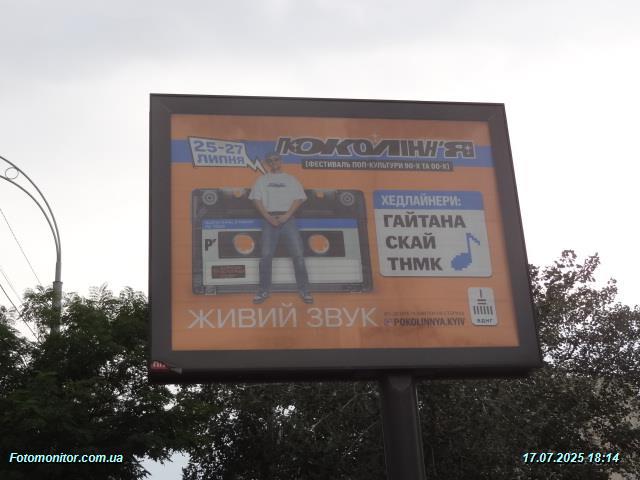 25-27
ЛИПНЯ
ПОКОЛІННЯ
[ФЕСТИВАЛЬ ПОП-КУЛЬТУРИ 90-Х ТА 00-Х]
ХЕДЛАЙНЕРИ:
ГАЙТАНА
СКАЙ
ТНМК
ЖИВИЙ ЗВУК
@POKOLINNYA.KYIV
ВДНГ
Fotomonitor.com.ua
17.07.2025 18:14